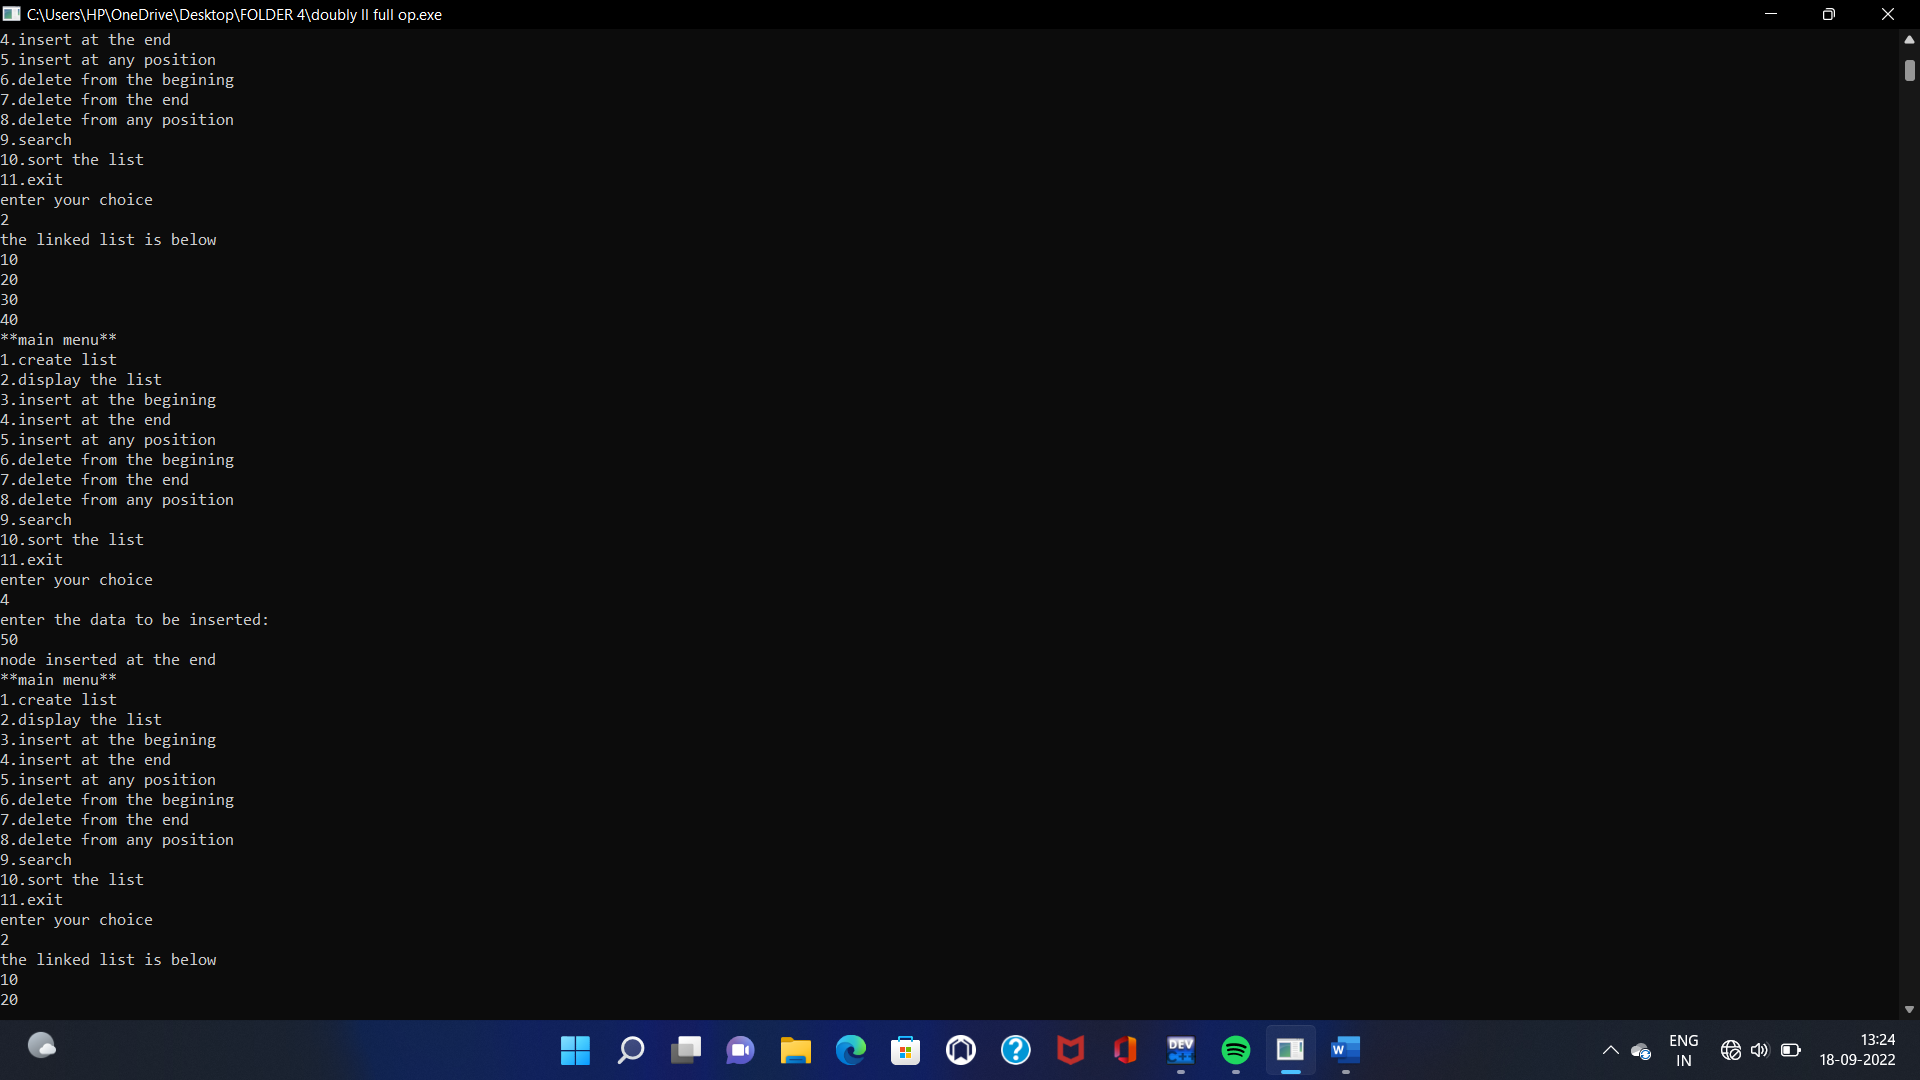 C:\Users\HP\OneDrive\Desktop\FOLDER 4\doubly ll full op.exe
4.insert at the end
5.insert at any position
6.delete from the begining
7.delete from the end
8.delete from any position
9.search
10.sort the list
11.exit
enter your choice
2
the linked list is below
10
20
30
40
**main menu**
1.create list
2.display the list
3.insert at the begining
4.insert at the end
5.insert at any position
6.delete from the begining
7.delete from the end
8.delete from any position
9.search
10.sort the list
11.exit
enter your choice
4
enter the data to be inserted:
50
node inserted at the end
**main menu**
1.create list
2.display the list
3.insert at the begining
4.insert at the end
5.insert at any position
6.delete from the begining
7.delete from the end
8.delete from any position
9.search
10.sort the list
11.exit
enter your choice
2
the linked list is below
10
20
DEV
C++
W
ENG
IN
13:24
18-09-2022